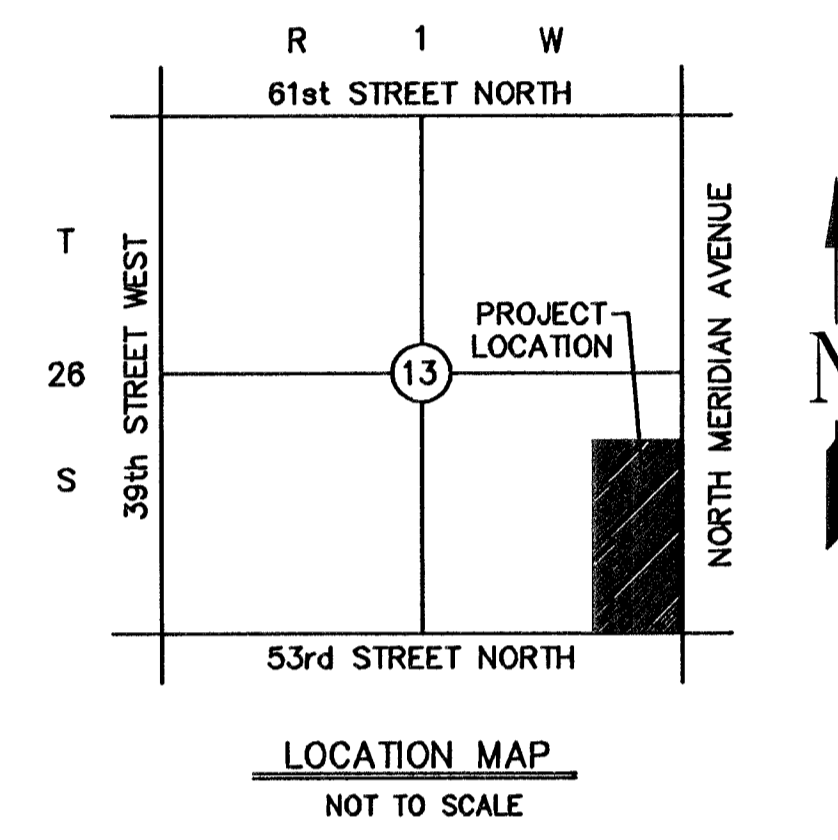 R 1 W
61st STREET NORTH
T
26
S
39th STREET WEST
PROJECT
LOCATION
13
NORTH MERIDIAN AVENUE
N
53rd STREET NORTH
LOCATION MAP
NOT TO SCALE